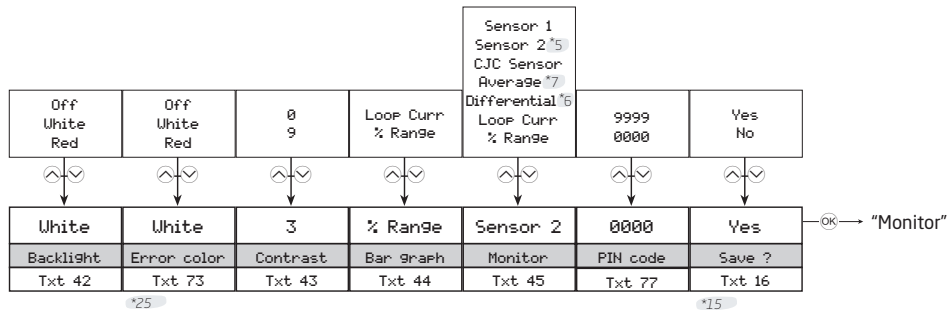 Sensor 1
Sensor 2 *5
CJC Sensor
Average *7
Differential *6
Loop Curr
% Range
Off
White
Red
Off
White
Red
0
9
Loop Curr
% Range
9999
0000
Yes
No
White White 3 % Range Sensor 2 0000 Yes OK "Monitor"
Backlight Error color Contrast Bar graph Monitor PIN code Save ?
Txt 42 Txt 73 Txt 43 Txt 44 Txt 45 Txt 77 Txt 16
*25 *15